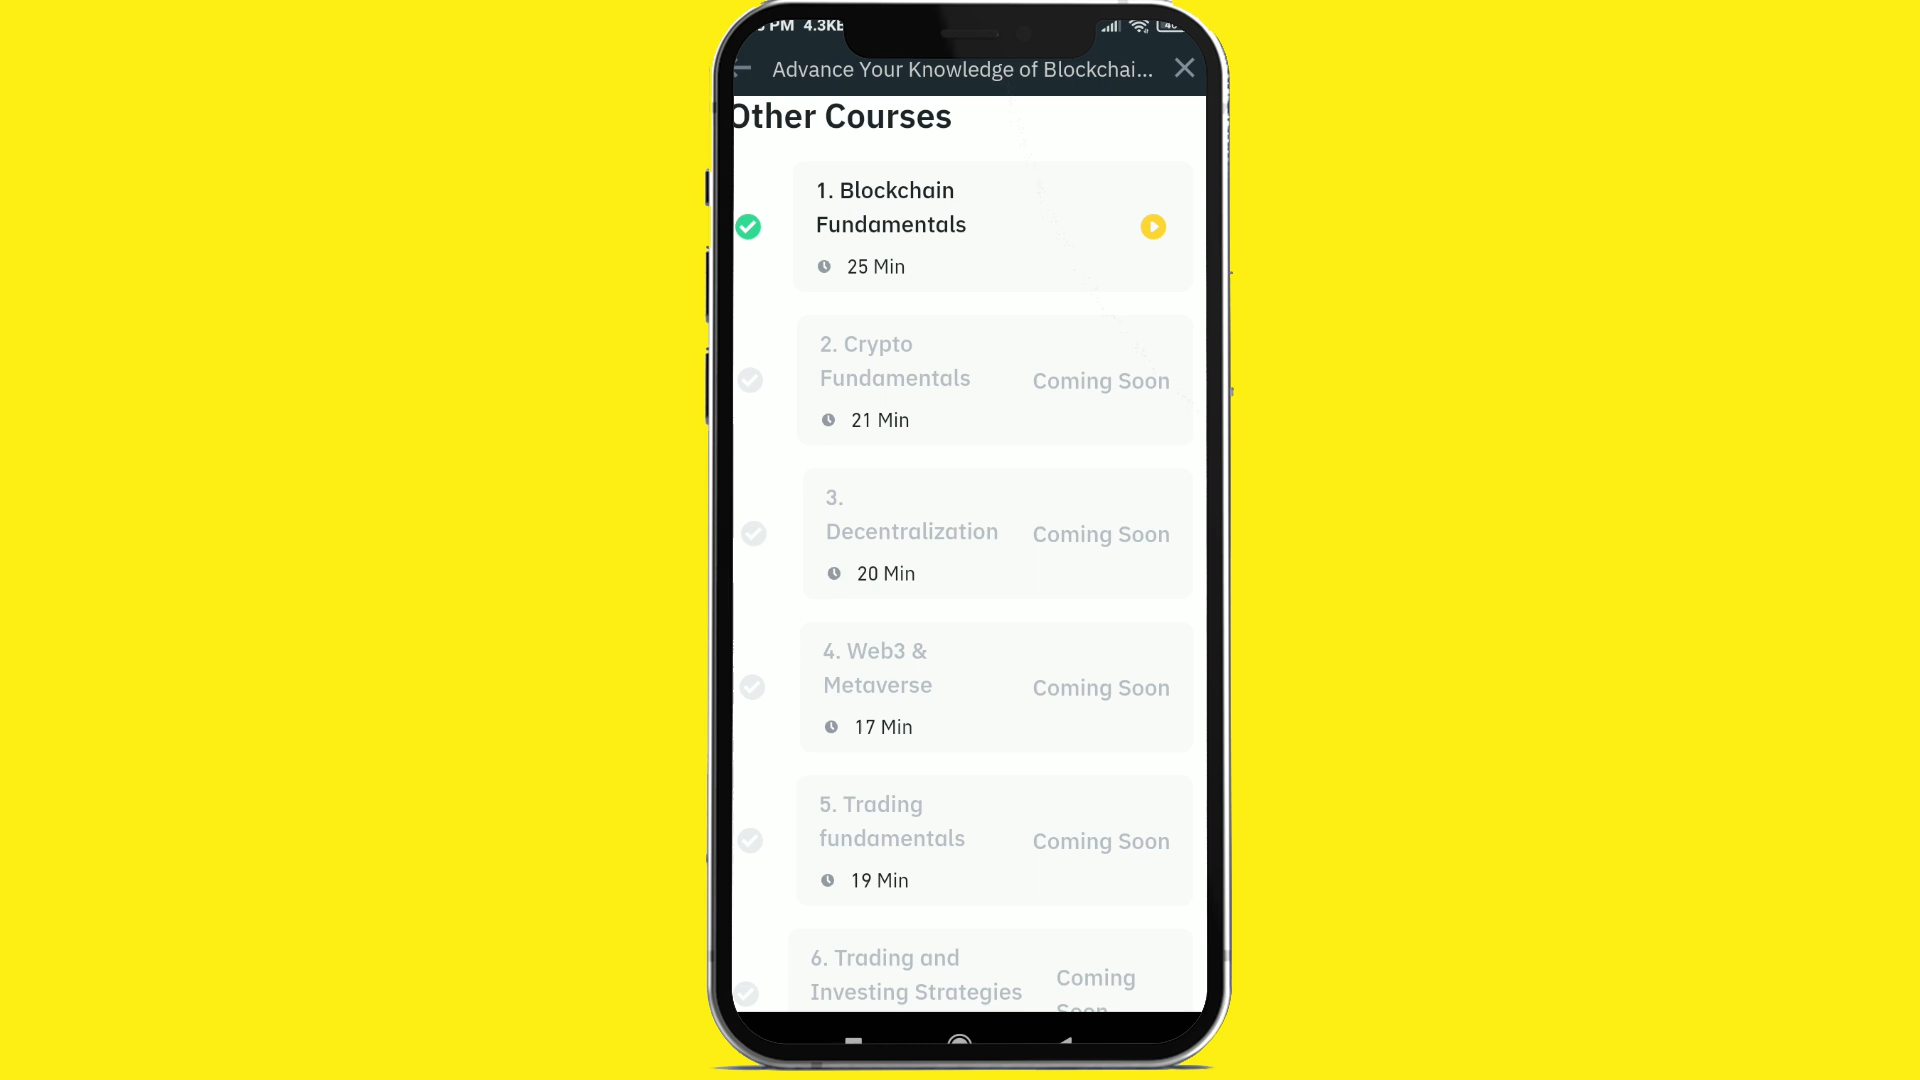 PM 4.3KB
Advance Your Knowledge of Blockchai...
Other Courses
1. Blockchain
Fundamentals
25 Min
2. Crypto
Fundamentals
Coming Soon
21 Min
3.
Decentralization
Coming Soon
20 Min
4. Web3 &
Metaverse
Coming Soon
17 Min
5. Trading
fundamentals
Coming Soon
19 Min
6. Trading and
Investing Strategies
Coming
Soon